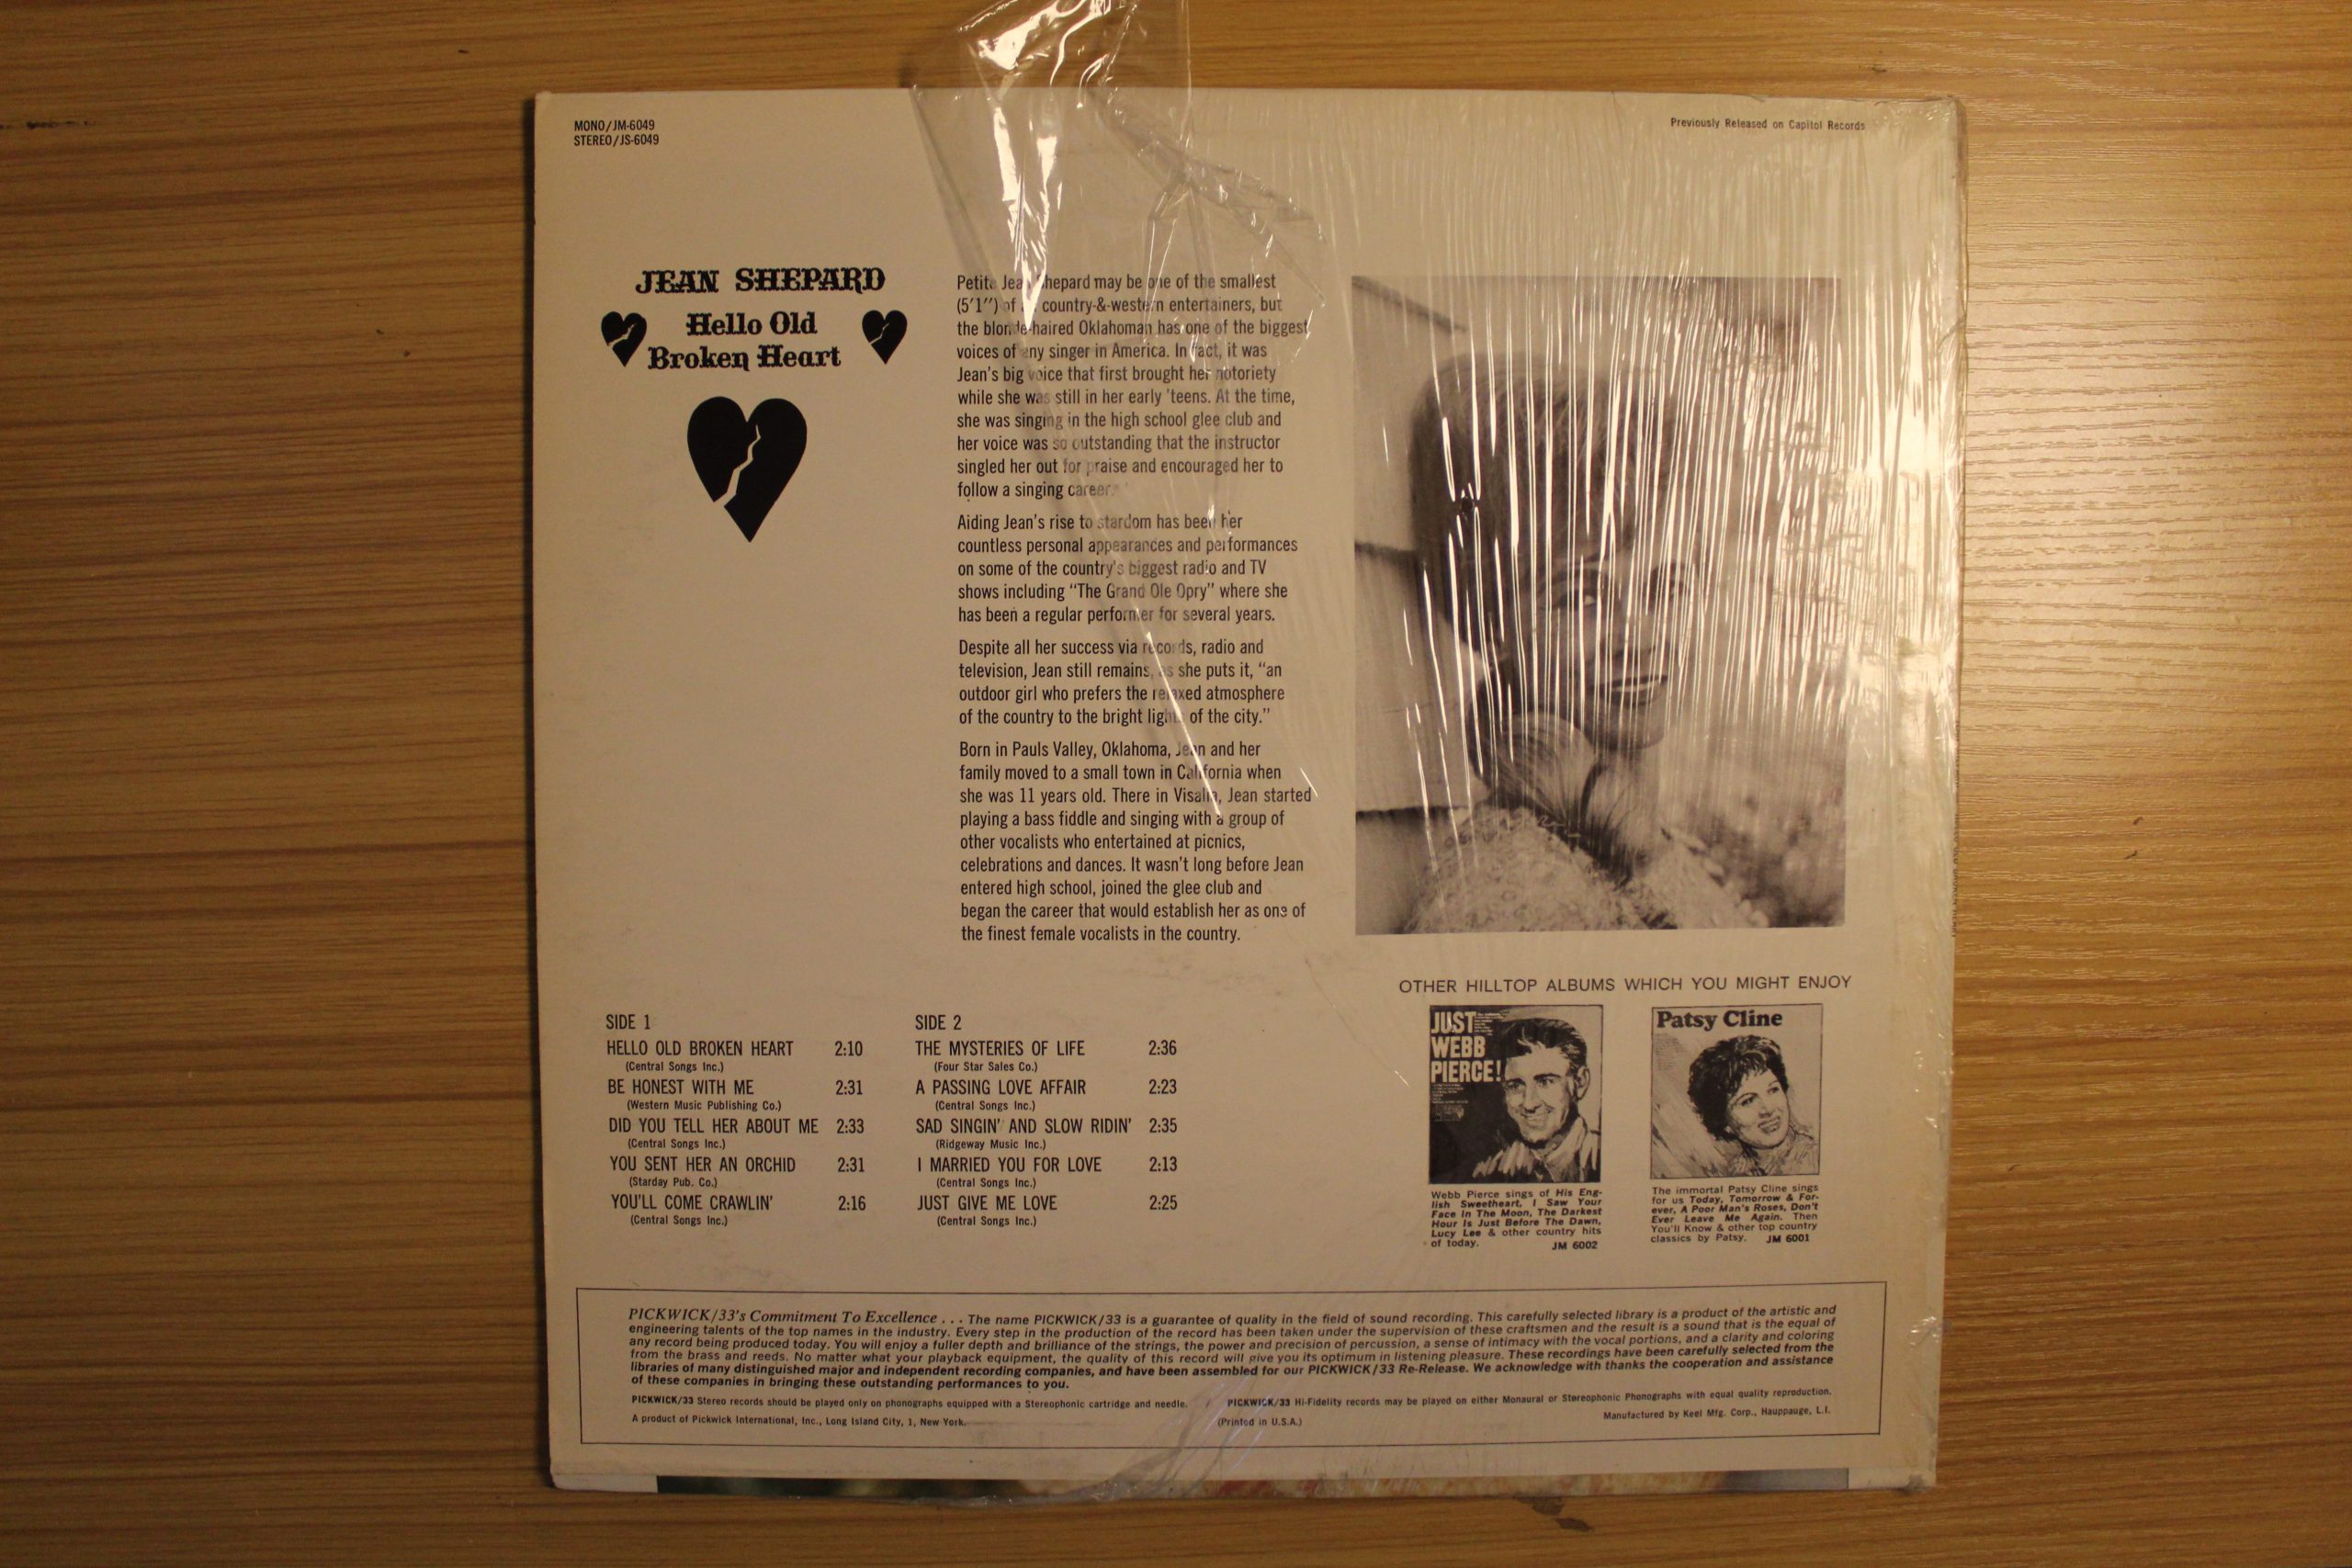 MONO/JM-6049
STEREO/JS-6049
Previously Released on Capitol Records
JEAN SHEPARD
Hello Old
Broken Heart
Petite Jean Shepard may be one of the smallest
(5'1") of country-&-western entertainers, but
the blonde-haired Oklahoman has one of the biggest
voices of any singer in America. In fact, it was
Jean's big voice that first brought her notoriety
while she was still in her early 'teens. At the time,
she was singing in the high school glee club and
her voice was so outstanding that the instructor
singled her out for praise and encouraged her to
follow a singing career.
Aiding Jean's rise to stardom has been her
countless personal appearances and performances
on some of the country's biggest radio and TV
shows including "The Grand Ole Opry" where she
has been a regular performer for several years.
Despite all her success via records, radio and
television, Jean still remains, as she puts it, "an
outdoor girl who prefers the relaxed atmosphere
of the country to the bright lights of the city."
Born in Pauls Valley, Oklahoma, Jean and her
family moved to a small town in California when
she was 11 years old. There in Visalia, Jean started
playing a bass fiddle and singing with a group of
other vocalists who entertained at picnics,
celebrations and dances. It wasn't long before Jean
entered high school, joined the glee club and
began the career that would establish her as one of
the finest female vocalists in the country.
SIDE 1
HELLO OLD BROKEN HEART 2:10
(Central Songs Inc.)
BE HONEST WITH ME 2:31
(Western Music Publishing Co.)
DID YOU TELL HER ABOUT ME 2:33
(Central Songs Inc.)
YOU SENT HER AN ORCHID 2:31
(Starday Pub. Co.)
YOU'LL COME CRAWLIN' 2:16
(Central Songs Inc.)
SIDE 2
THE MYSTERIES OF LIFE 2:36
(Four Star Sales Co.)
A PASSING LOVE AFFAIR 2:23
(Central Songs Inc.)
SAD SINGIN' AND SLOW RIDIN' 2:35
(Ridgeway Music Inc.)
I MARRIED YOU FOR LOVE 2:13
(Central Songs Inc.)
JUST GIVE ME LOVE 2:25
(Central Songs Inc.)
OTHER HILLTOP ALBUMS WHICH YOU MIGHT ENJOY
JUST
WEBB
PIERCE!
Webb Pierce sings of His Eng-
lish Sweetheart, I Saw Your
Face In The Moon, The Darkest
Hour Is Just Before The Dawn,
Lucy Lee & other country hits
of today. JM 6002
Patsy Cline
The immortal Patsy Cline sings
for us Today, Tomorrow & For-
ever, A Poor Man's Roses, Don't
Ever Leave Me Again. Then
You'll Know & other top country
classics by Patsy. JM 6001
PICKWICK/33's Commitment To Excellence . . . The name PICKWICK/33 is a guarantee of quality in the field of sound recording. This carefully selected library is a product of the artistic and
engineering talents of the top names in the industry. Every step in the production of the record has been taken under the supervision of these craftsmen and the result is a sound that is the equal of
any record being produced today. You will enjoy a fuller depth and brilliance of the strings, the power and precision of percussion, a sense of intimacy with the vocal portions, and a clarity and coloring
from the brass and reeds. No matter what your playback equipment, the quality of this record will give you its optimum in listening pleasure. These recordings have been carefully selected from the
libraries of many distinguished major and independent recording companies, and have been assembled for our PICKWICK/33 Re-Release. We acknowledge with thanks the cooperation and assistance
of these companies in bringing these outstanding performances to you.
PICKWICK/33 Stereo records should be played only on phonographs equipped with a Stereophonic cartridge and needle. PICKWICK/33 Hi-Fidelity records may be played on either Monaural or Stereophonic Phonographs with equal quality reproduction.
A product of Pickwick International, Inc., Long Island City, 1, New York. (Printed in U.S.A.) Manufactured by Keel Mfg. Corp., Hauppauge, L.I.